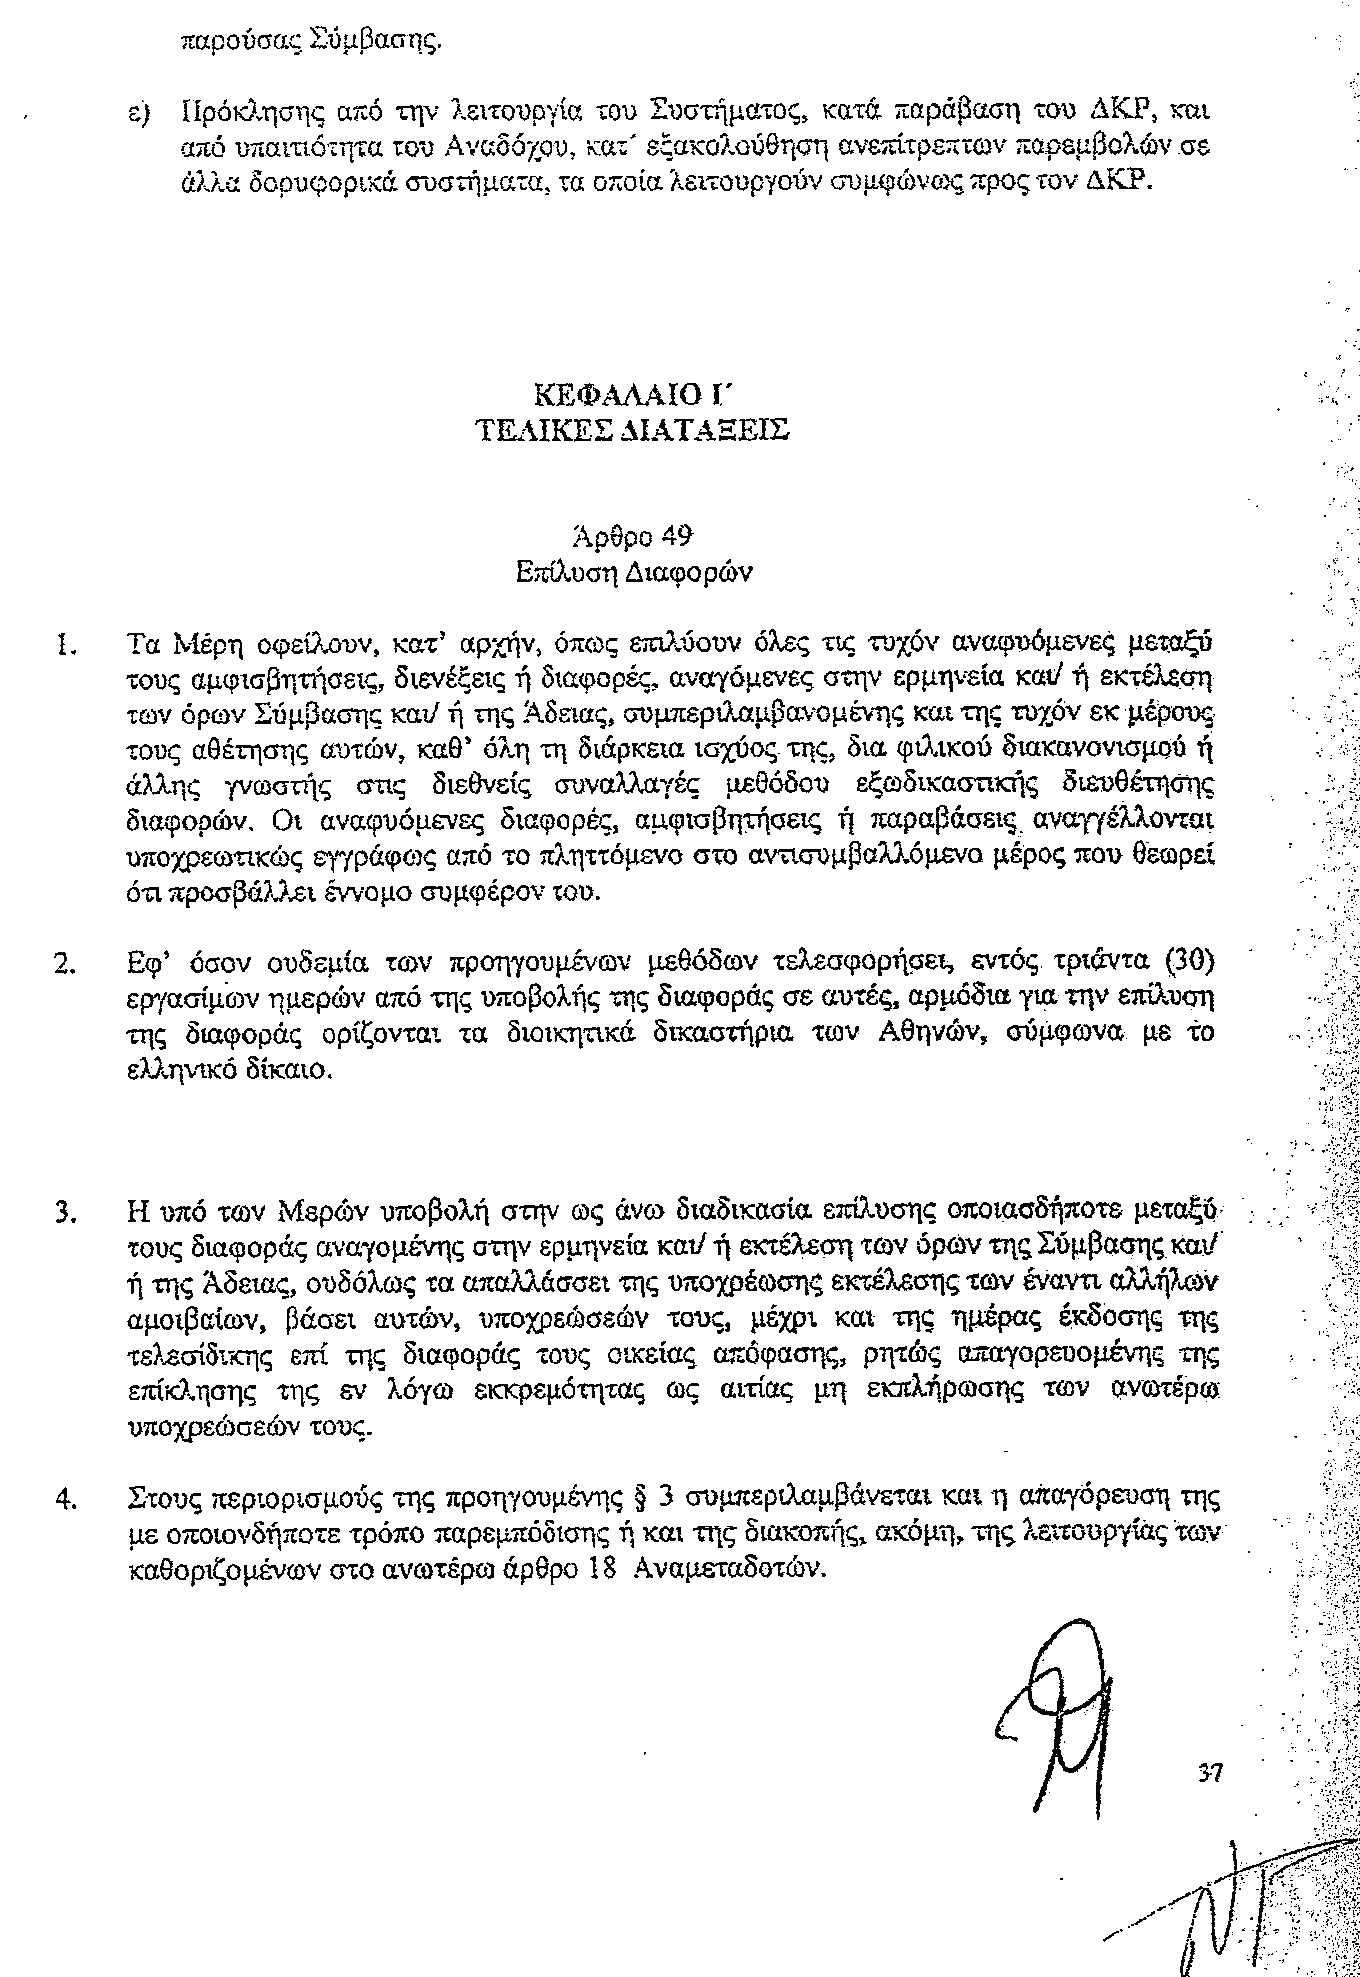 παρούσας Σύμβασης.
ε) Πρόκλησης από την λειτουργία του Συστήματος, κατά παράβαση του ΔΚΡ, και
από υπαιτιότητα του Αναδόχου, κατ΄ εξακολούθηση ανεπίτρεπτων παρεμβολών σε
άλλα δορυφορικά συστήματα, τα οποία λειτουργούν συμφώνως προς τον ΔΚΡ.
ΚΕΦΑΛΑΙΟ Ι΄
ΤΕΛΙΚΕΣ ΔΙΑΤΑΞΕΙΣ
Άρθρο 49
Επίλυση Διαφορών
1. Τα Μέρη οφείλουν, κατ’ αρχήν, όπως επιλύουν όλες τις τυχόν αναφυόμενες μεταξύ
τους αμφισβητήσεις, διενέξεις ή διαφορές, αναγόμενες στην ερμηνεία και/ ή εκτέλεση
των όρων Σύμβασης και/ ή της Άδειας, συμπεριλαμβανομένης και της τυχόν εκ μέρους
τους αθέτησης αυτών, καθ’ όλη τη διάρκεια ισχύος της, δια φιλικού διακανονισμού ή
άλλης γνωστής στις διεθνείς συναλλαγές μεθόδου εξωδικαστικής διευθέτησης
διαφορών. Οι αναφυόμενες διαφορές, αμφισβητήσεις ή παραβάσεις αναγγέλλονται
υποχρεωτικώς εγγράφως από το πληττόμενο στο αντισυμβαλλόμενο μέρος που θεωρεί
ότι προσβάλλει έννομο συμφέρον του.
2. Εφ’ όσον ουδεμία των προηγουμένων μεθόδων τελεσφορήσει, εντός τριάντα (30)
εργασίμων ημερών από της υποβολής της διαφοράς σε αυτές, αρμόδια για την επίλυση
της διαφοράς ορίζονται τα διοικητικά δικαστήρια των Αθηνών, σύμφωνα με το
ελληνικό δίκαιο.
3. Η υπό των Μερών υποβολή στην ως άνω διαδικασία επίλυσης οποιασδήποτε μεταξύ
τους διαφοράς αναγομένης στην ερμηνεία και/ ή εκτέλεση των όρων της Σύμβασης και/
ή της Άδειας, ουδόλως τα απαλλάσσει της υποχρέωσης εκτέλεσης των έναντι αλλήλων
αμοιβαίων, βάσει αυτών, υποχρεώσεών τους, μέχρι και της ημέρας έκδοσης της
τελεσίδικης επί της διαφοράς τους οικείας απόφασης, ρητώς απαγορευομένης της
επίκλησης της εν λόγω εκκρεμότητας ως αιτίας μη εκπλήρωσης των ανωτέρω
υποχρεώσεών τους.
4. Στους περιορισμούς της προηγουμένης § 3 συμπεριλαμβάνεται και η απαγόρευση της
με οποιονδήποτε τρόπο παρεμπόδισης ή και της διακοπής, ακόμη, της λειτουργίας των
καθοριζομένων στο ανωτέρω άρθρο 18 Αναμεταδοτών.
37